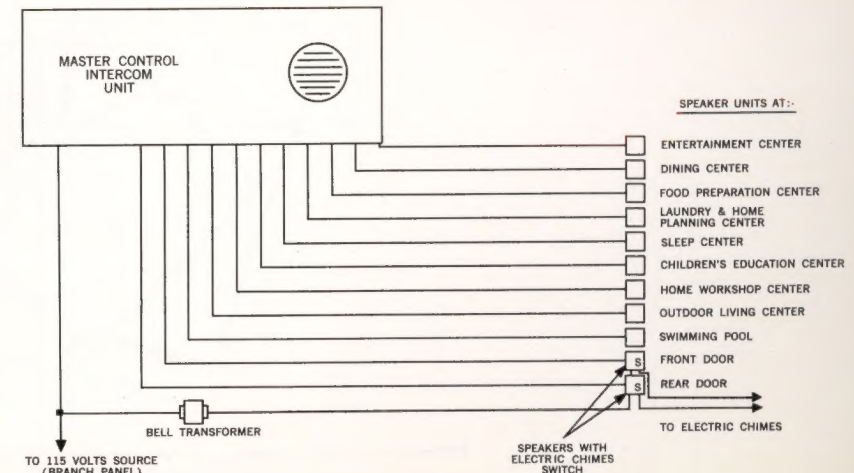 MASTER CONTROL
INTERCOM
UNIT
SPEAKER UNITS AT:-
ENTERTAINMENT CENTER
DINING CENTER
FOOD PREPARATION CENTER
LAUNDRY & HOME
PLANNING CENTER
SLEEP CENTER
CHILDREN'S EDUCATION CENTER
HOME WORKSHOP CENTER
OUTDOOR LIVING CENTER
SWIMMING POOL
S FRONT DOOR
S REAR DOOR
TO ELECTRIC CHIMES
BELL TRANSFORMER
SPEAKERS WITH
ELECTRIC CHIMES
SWITCH
TO 115 VOLTS SOURCE
(BRANCH PANEL)